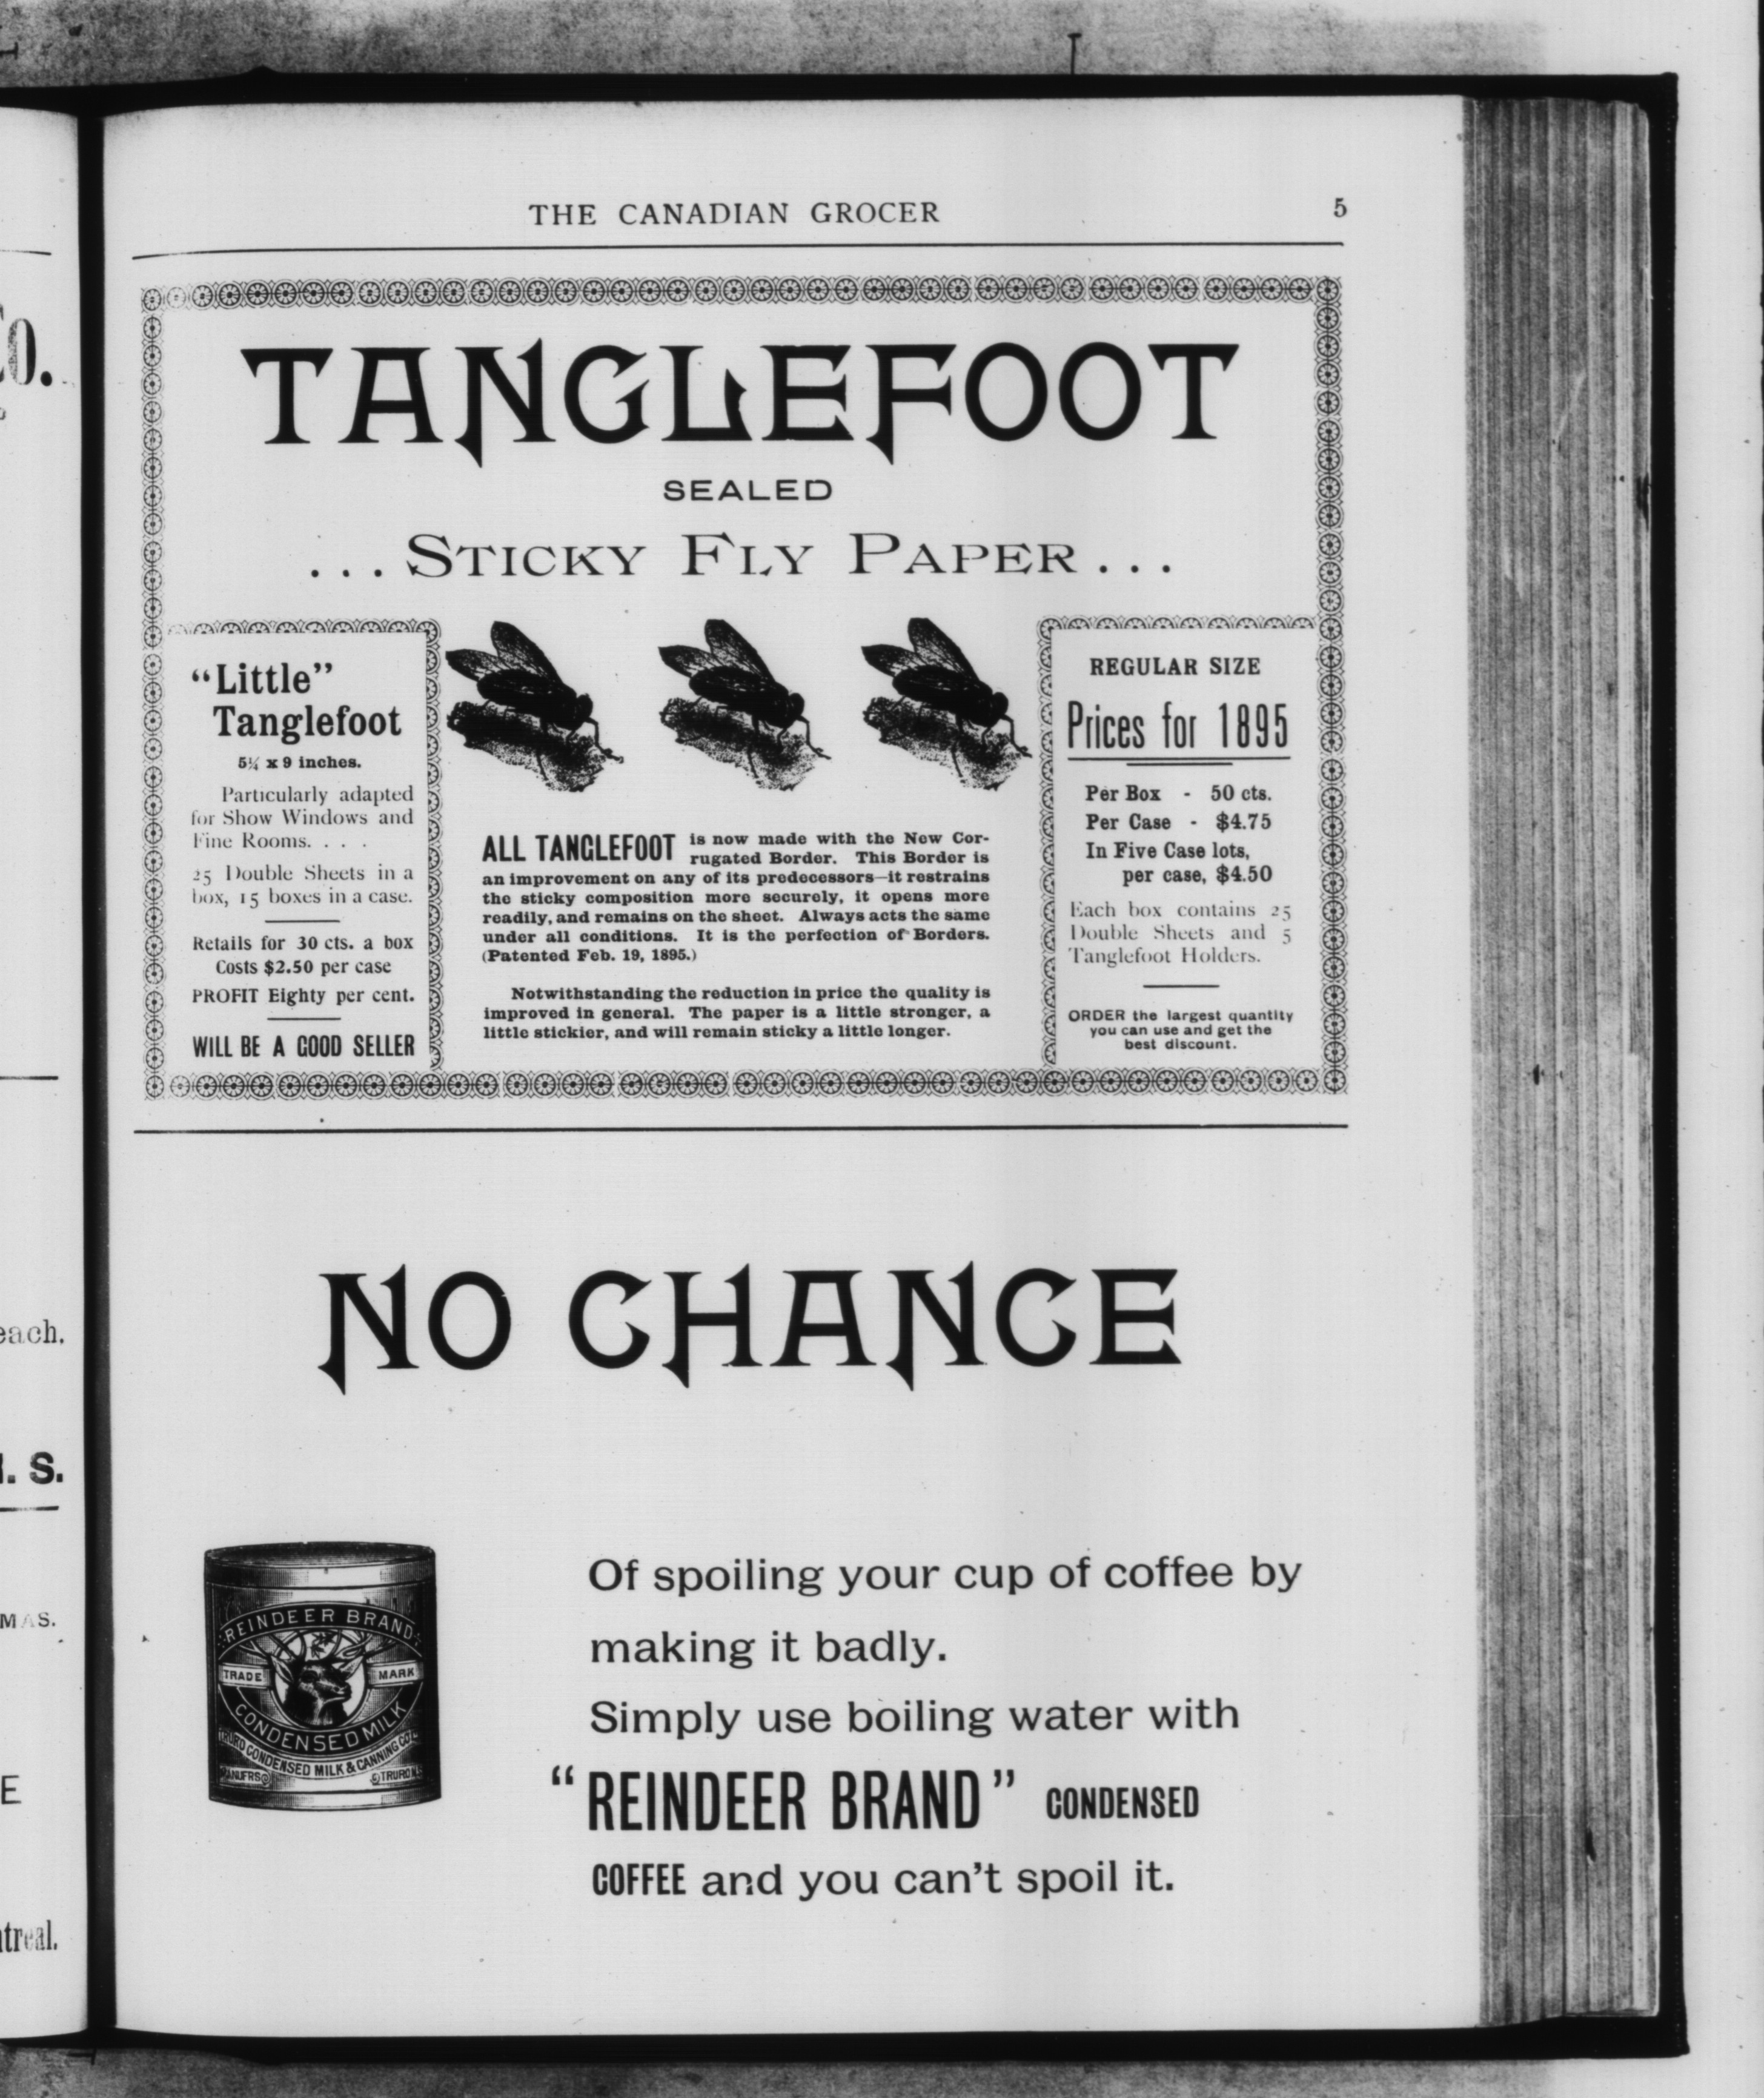 THE CANADIAN GROCER 5
TANGLEFOOT
SEALED
... STICKY FLY PAPER ...
"Little"
Tanglefoot
5¼ x 9 inches.
Particularly adapted
for Show Windows and
Fine Rooms. . . .
25 Double Sheets in a
box, 15 boxes in a case.
Retails for 30 cts. a box
Costs $2.50 per case
PROFIT Eighty per cent.
WILL BE A GOOD SELLER
ALL TANGLEFOOT is now made with the New Cor-
rugated Border. This Border is
an improvement on any of its predecessors—it restrains
the sticky composition more securely, it opens more
readily, and remains on the sheet. Always acts the same
under all conditions. It is the perfection of Borders.
(Patented Feb. 19, 1895.)
Notwithstanding the reduction in price the quality is
improved in general. The paper is a little stronger, a
little stickier, and will remain sticky a little longer.
REGULAR SIZE
Prices for 1895
Per Box - 50 cts.
Per Case - $4.75
In Five Case lots,
per case, $4.50
Each box contains 25
Double Sheets and 5
Tanglefoot Holders.
ORDER the largest quantity
you can use and get the
best discount.
NO CHANCE
REINDEER BRAND
TRADE MARK
CONDENSED MILK
TRURO CONDENSED MILK & CANNING CO
MANUFRS TRURO
Of spoiling your cup of coffee by
making it badly.
Simply use boiling water with
"REINDEER BRAND" CONDENSED
COFFEE and you can't spoil it.
each.
S.